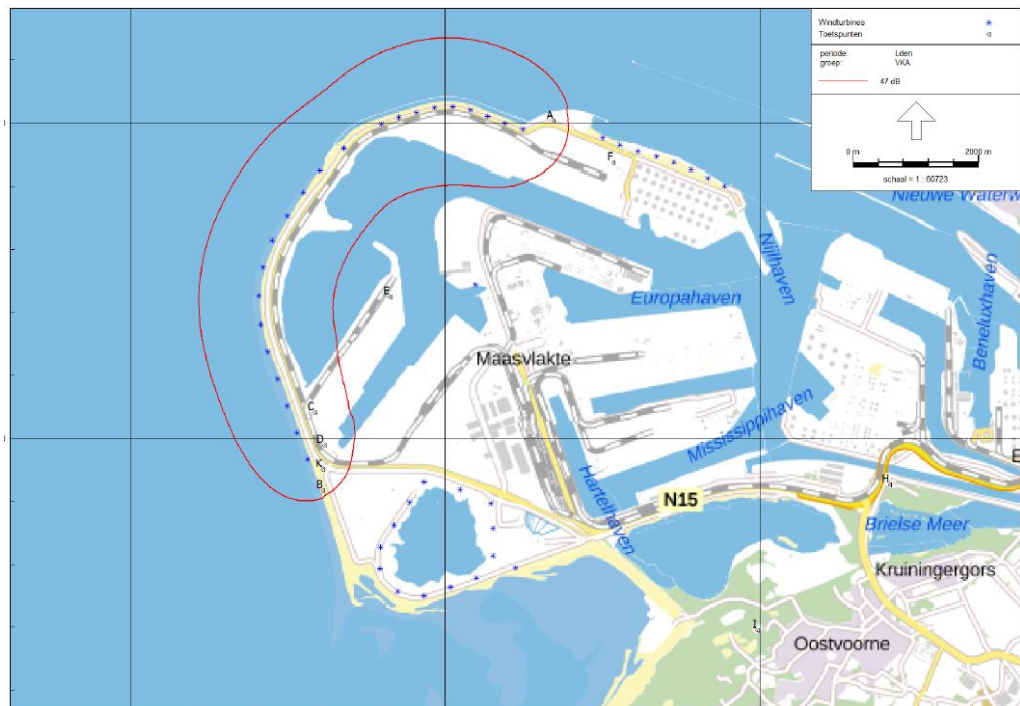 Windturbines
Toetspunten
periode: Lden
groep: VKA
47 dB
0 m 2000 m
schaal = 1 : 60723
Nieuwe Waterw
A
F
Nijlhaven
E
Europahaven
Beneluxhaven
Maasvlakte
C
Mississippihaven
D
E
K
H
B
Hartelhaven
N15
Brielse Meer
Kruiningergors
I
Oostvoorne